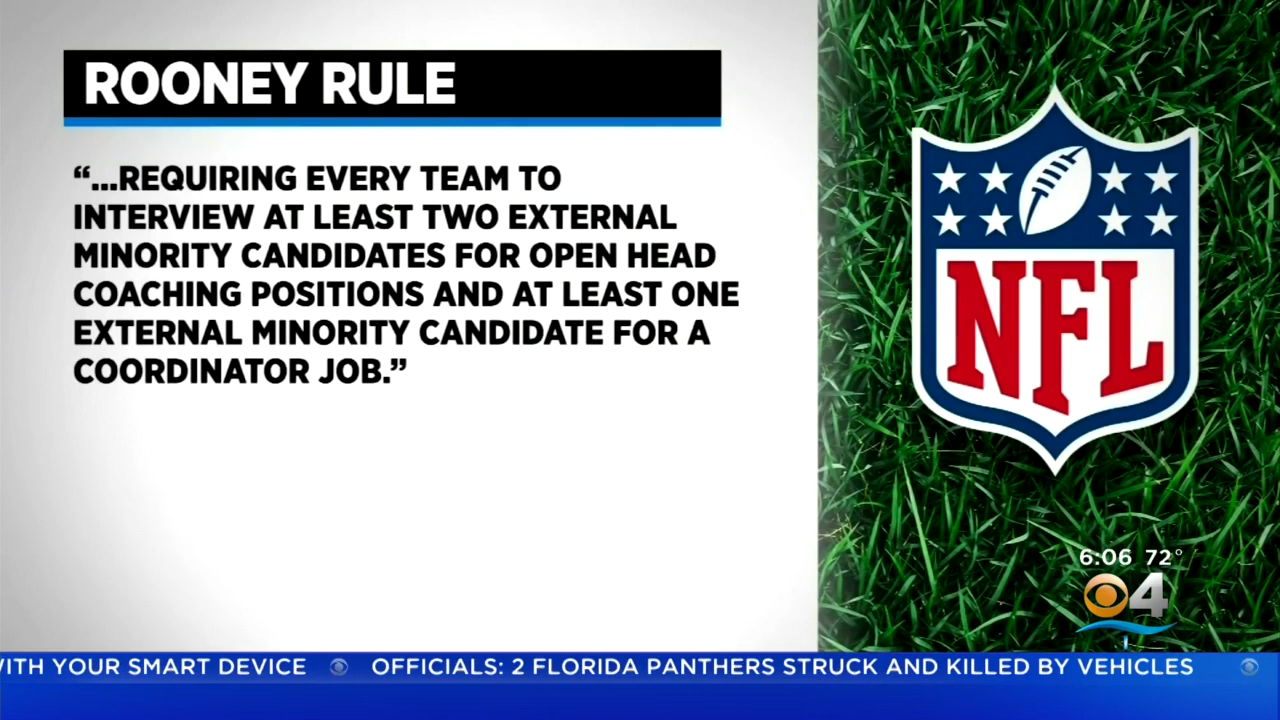 ROONEY RULE
“...REQUIRING EVERY TEAM TO
INTERVIEW AT LEAST TWO EXTERNAL
MINORITY CANDIDATES FOR OPEN HEAD
COACHING POSITIONS AND AT LEAST ONE
EXTERNAL MINORITY CANDIDATE FOR A
COORDINATOR JOB.”
NFL
6:06 72°
4
WITH YOUR SMART DEVICE OFFICIALS: 2 FLORIDA PANTHERS STRUCK AND KILLED BY VEHICLES